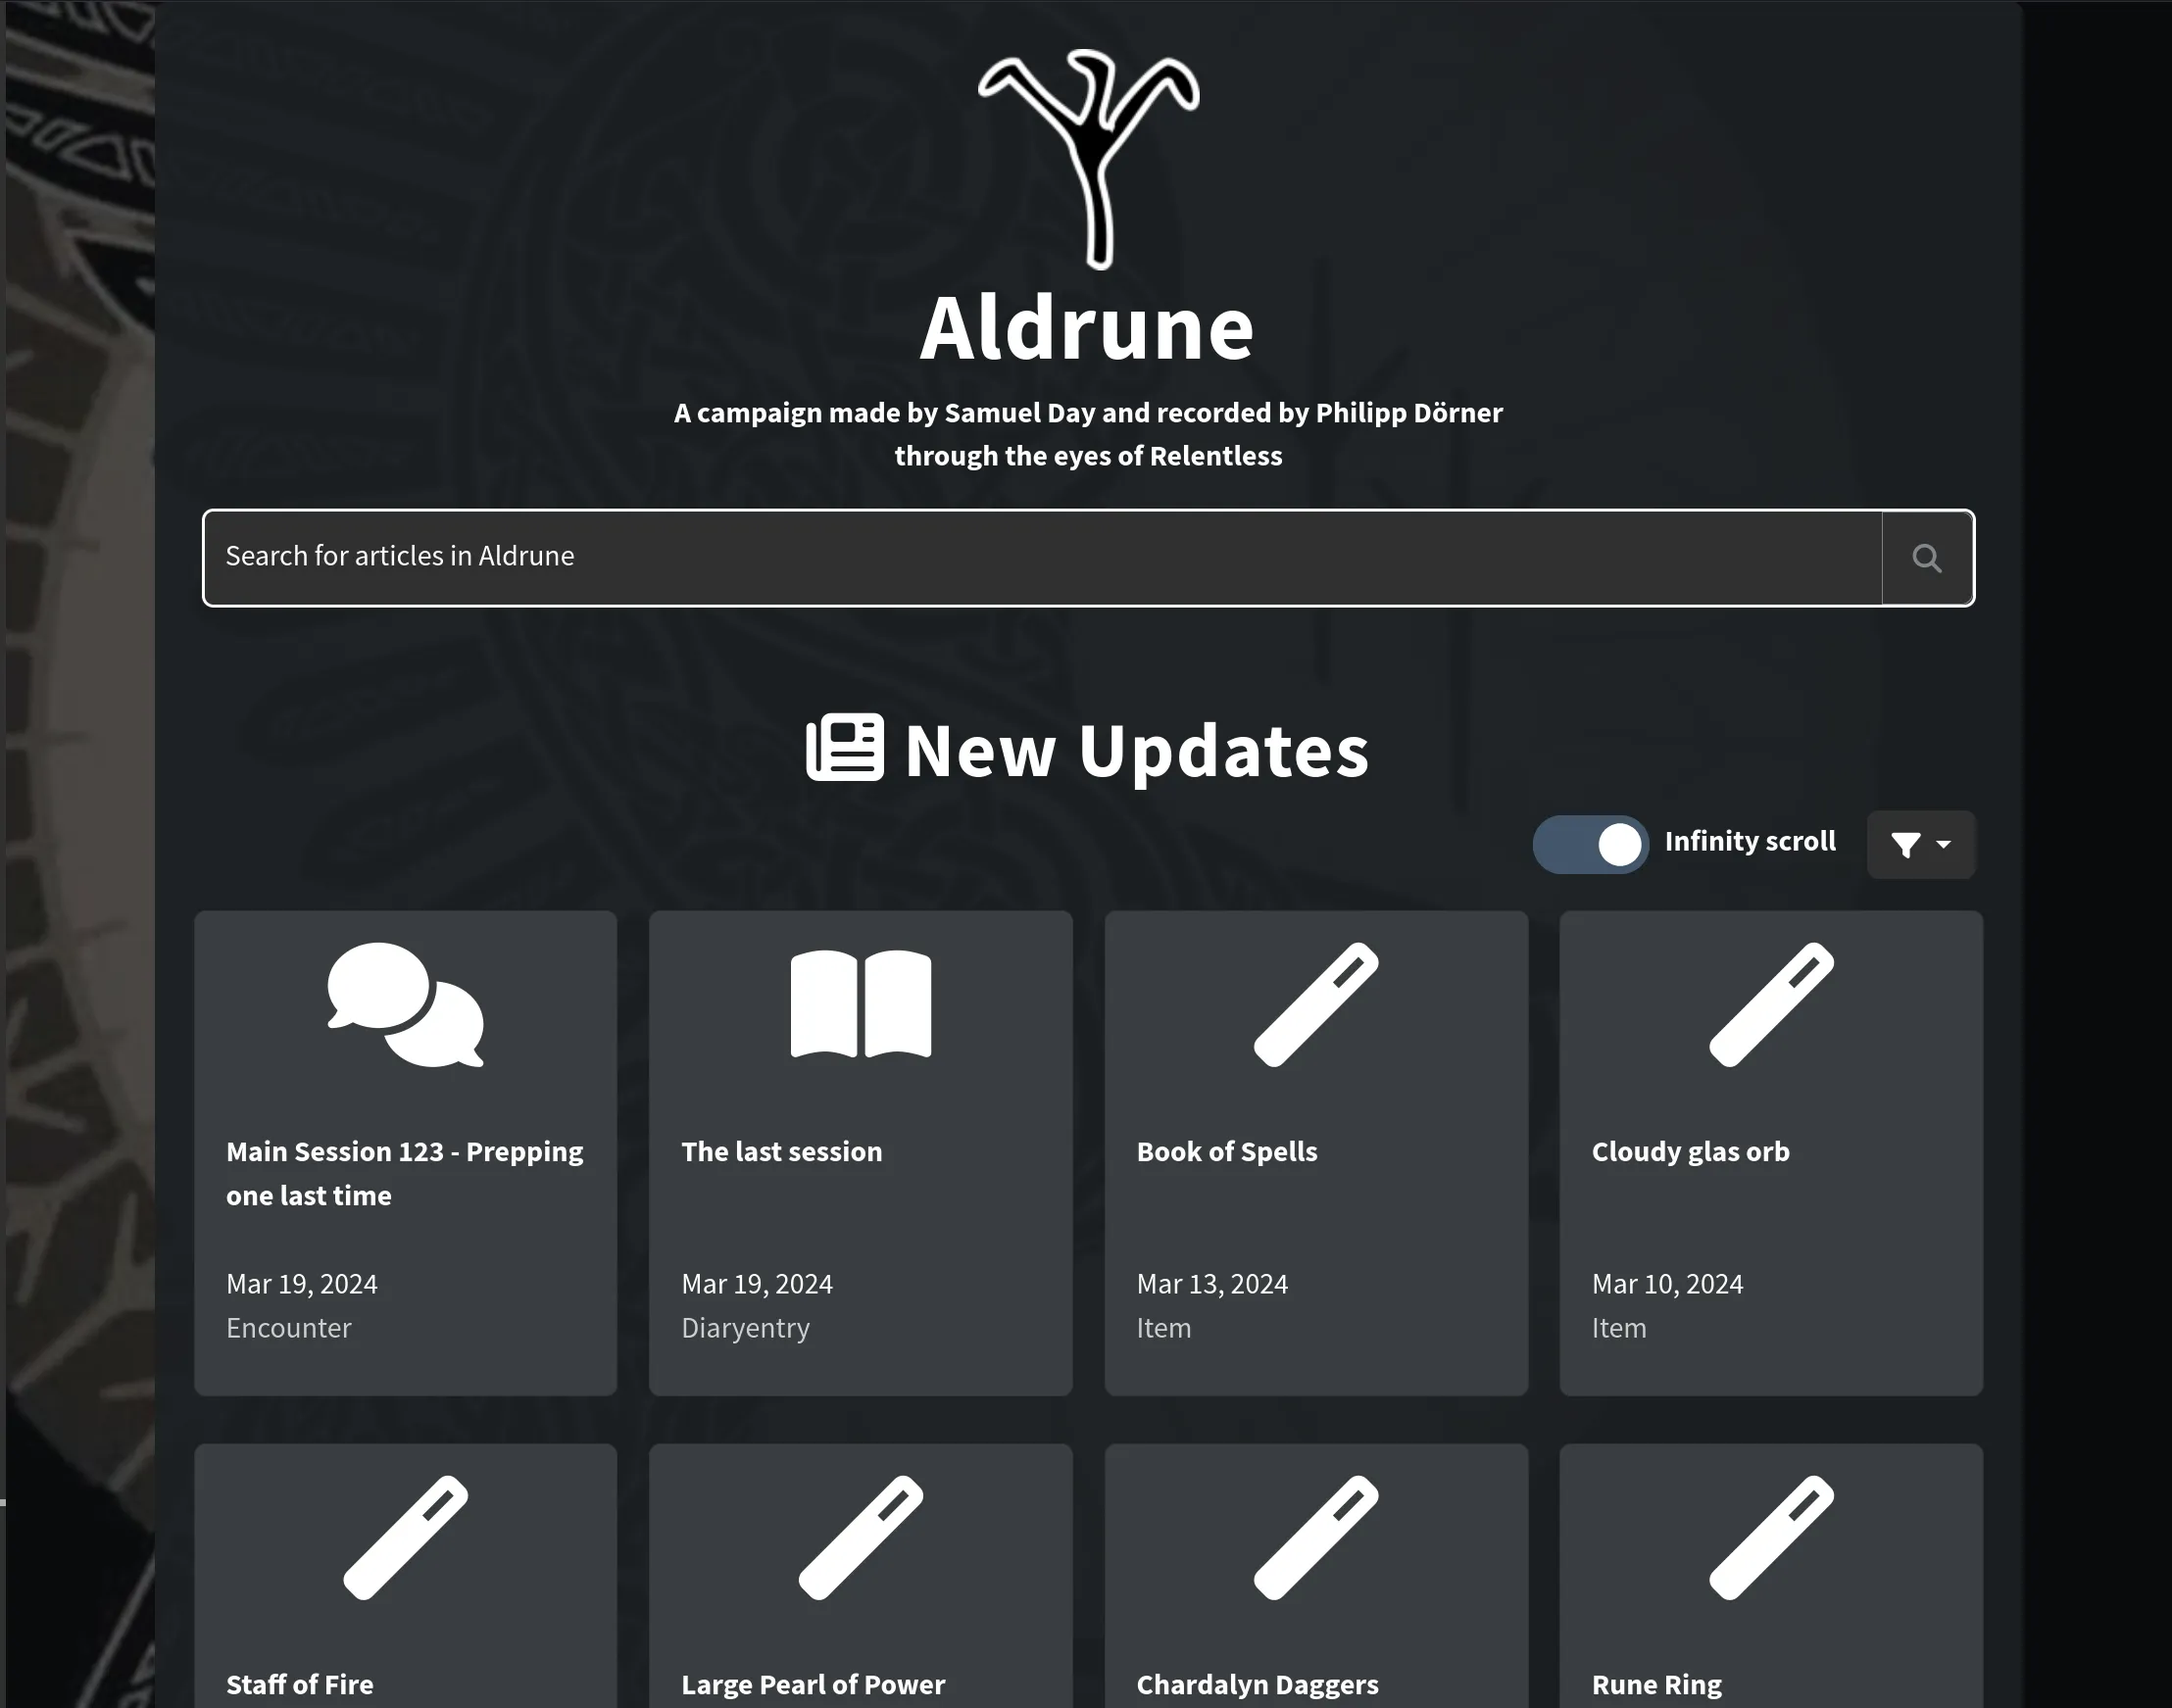 Aldrune
A campaign made by Samuel Day and recorded by Philipp Dörner
through the eyes of Relentless
Search for articles in Aldrune
New Updates
Infinity scroll
Main Session 123 - Prepping
one last time
Mar 19, 2024
Encounter
The last session
Mar 19, 2024
Diaryentry
Book of Spells
Mar 13, 2024
Item
Cloudy glas orb
Mar 10, 2024
Item
Staff of Fire
Large Pearl of Power
Chardalyn Daggers
Rune Ring